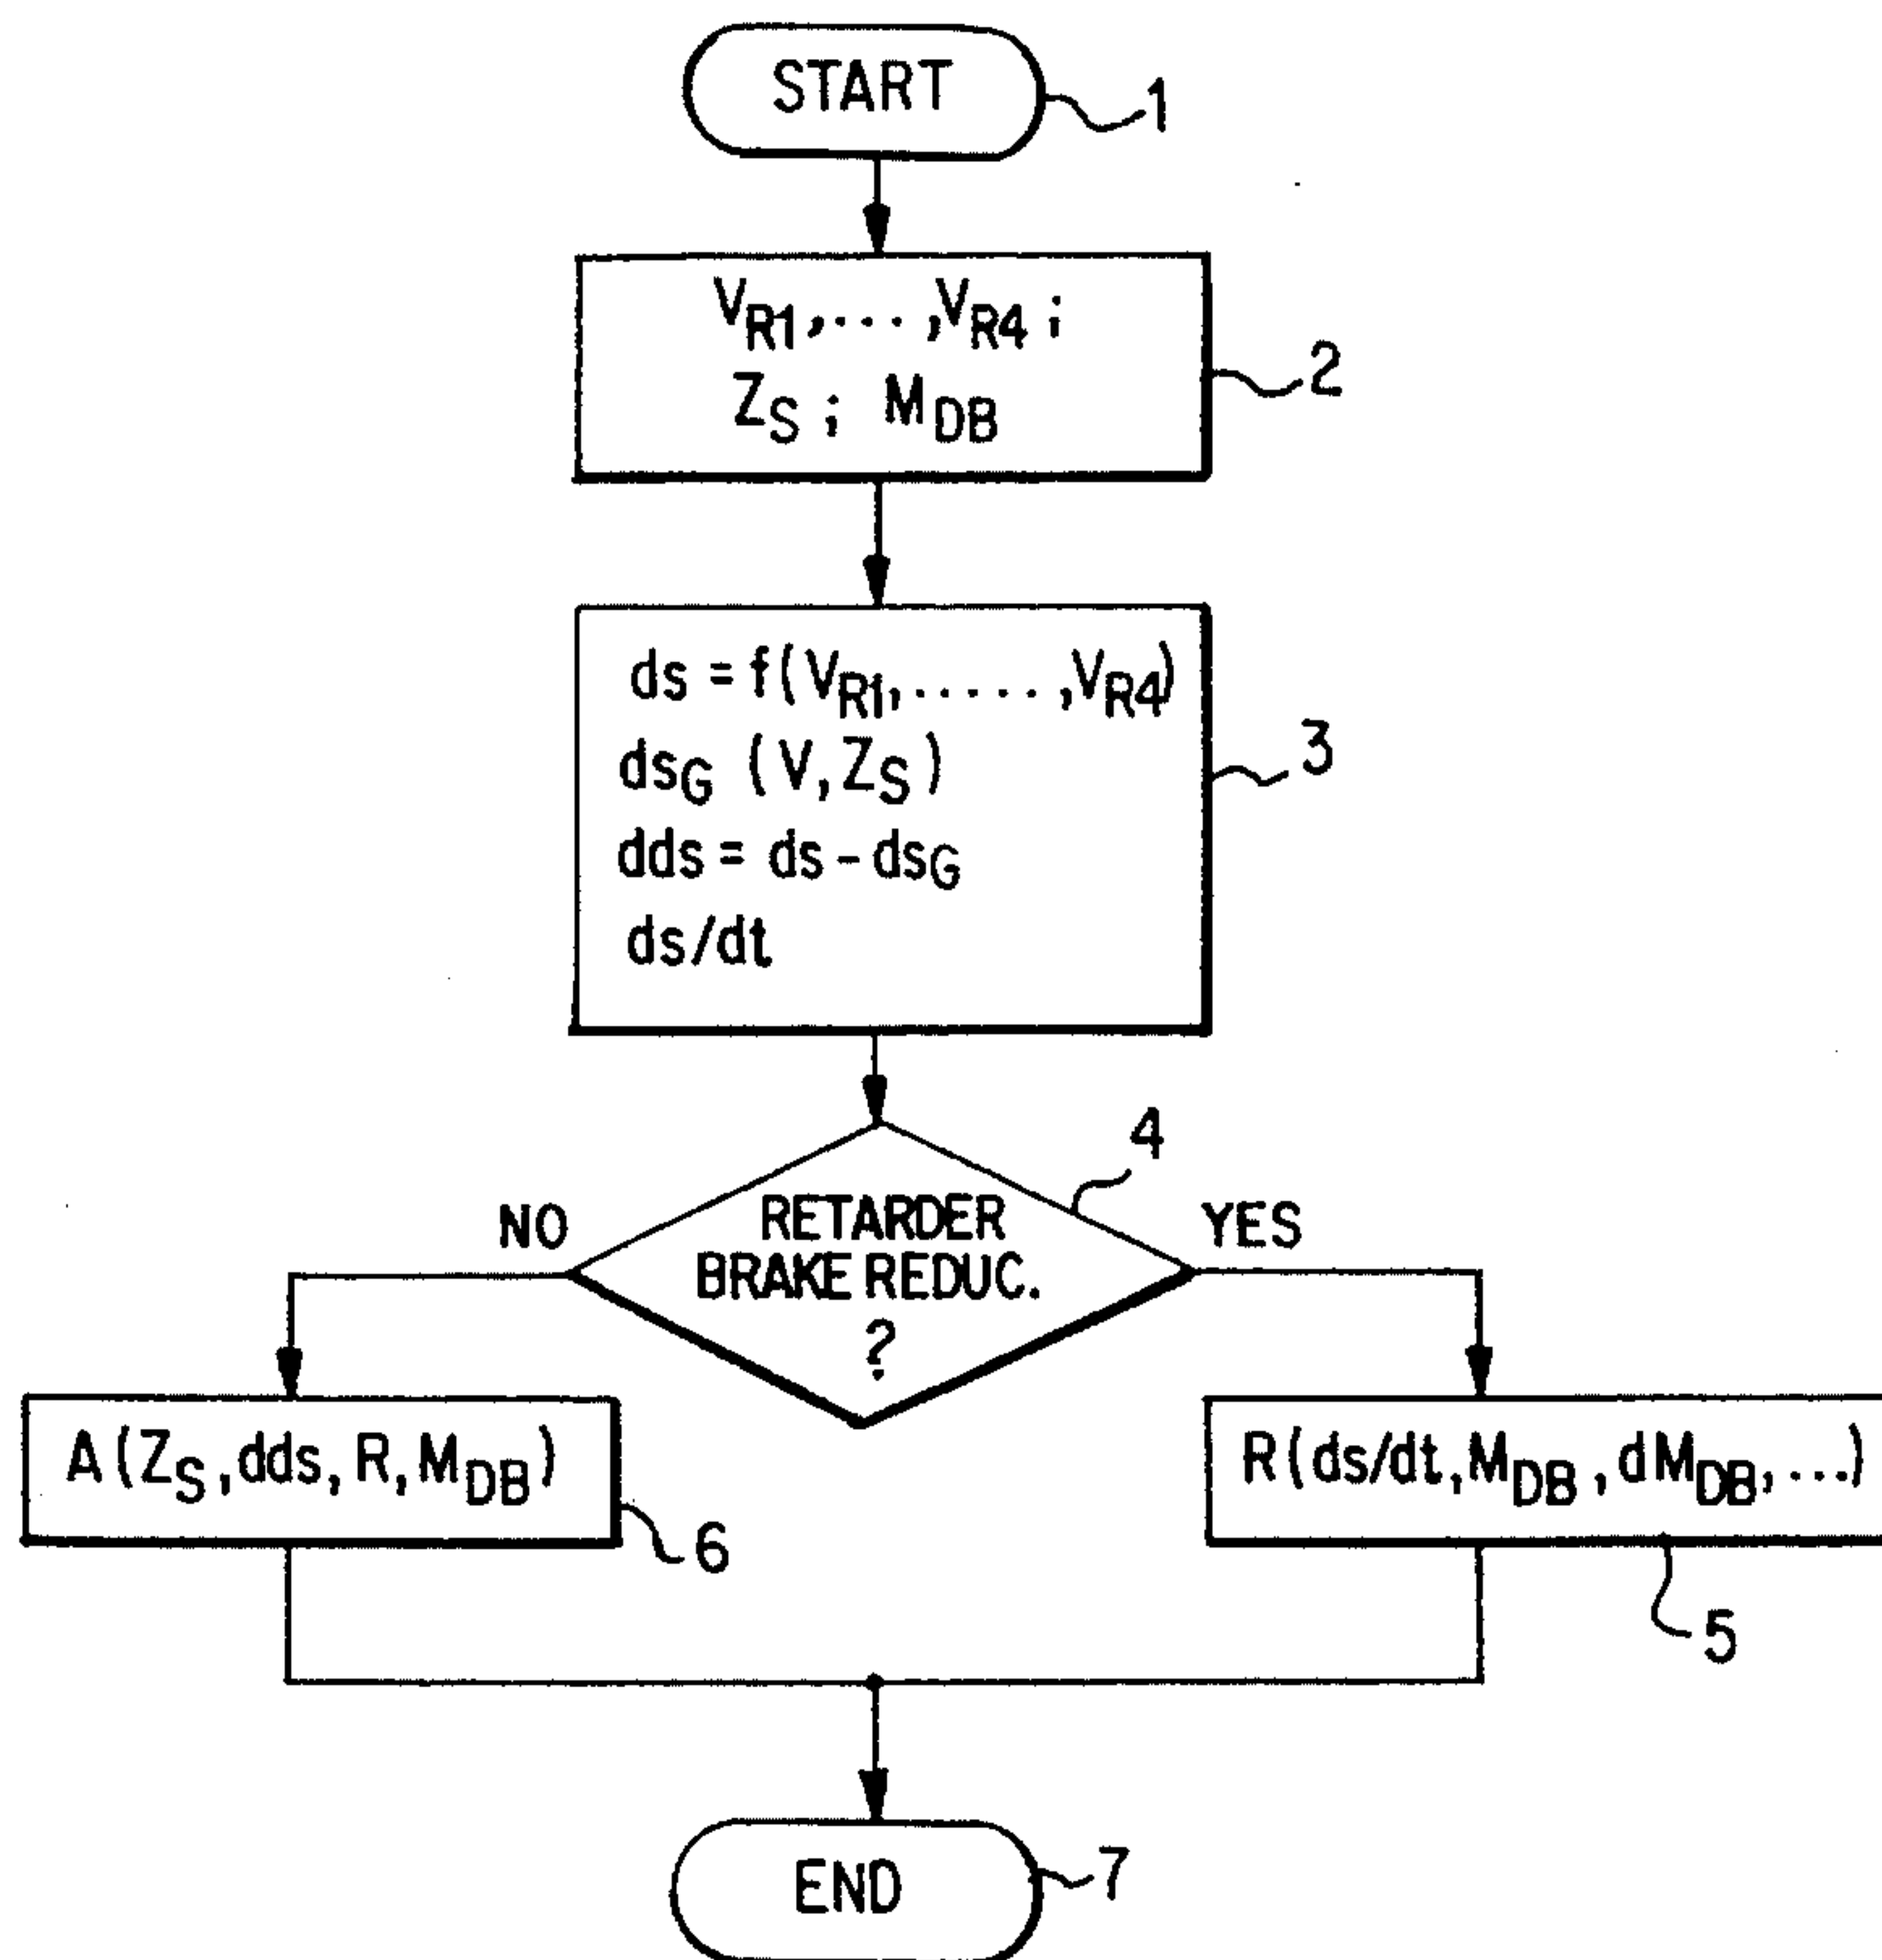 START
1
V_R1,...,V_R4;
Z_S; M_DB
2
ds = f(V_R1,.....,V_R4)
ds_G (V,Z_S)
dds = ds - ds_G
ds/dt
3
4
NO
YES
RETARDER
BRAKE REDUC.
?
A(Z_S,dds,R,M_DB)
R(ds/dt,M_DB,dM_DB,...)
6
5
END
7